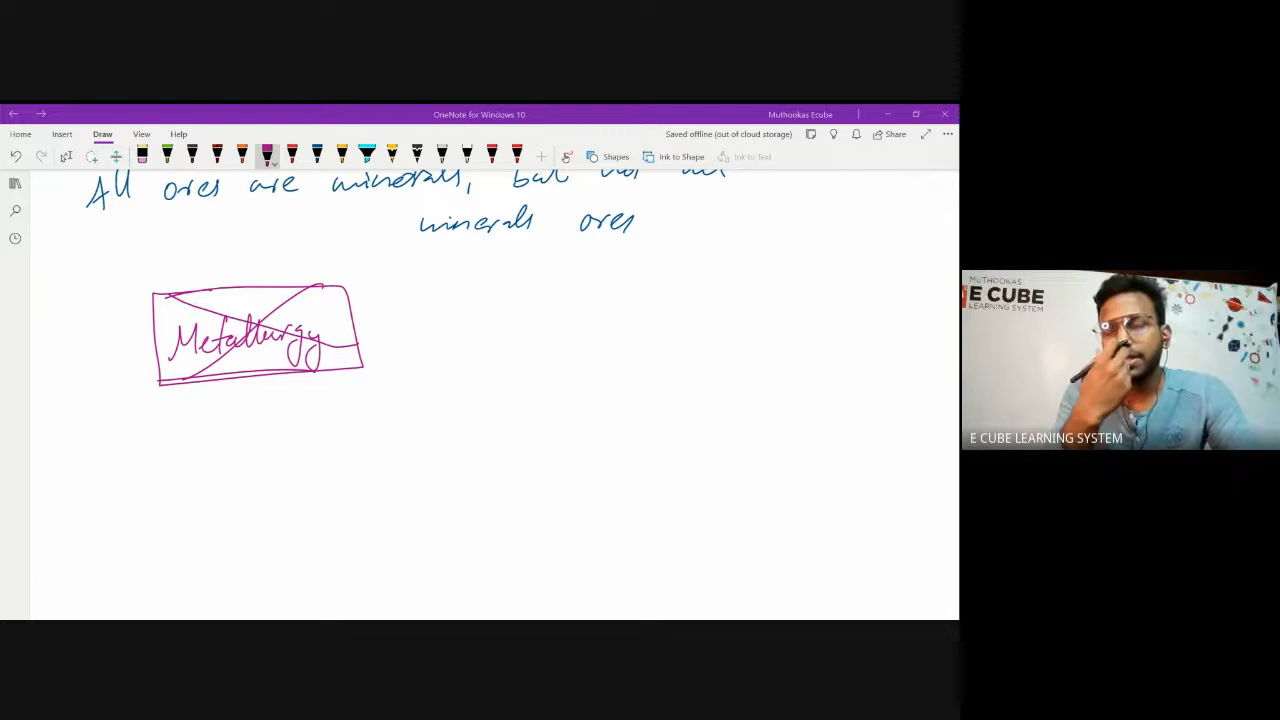 OneNote for Windows 10
Muthookas Ecube
Home Insert Draw View Help
Saved offline (out of cloud storage)
Share
Shapes
Ink to Shape
Ink to Text
All ores are minerals, but not all
minerals ores
Metallurgy
MUTHOOKAS
E CUBE
LEARNING SYSTEM
E CUBE LEARNING SYSTEM